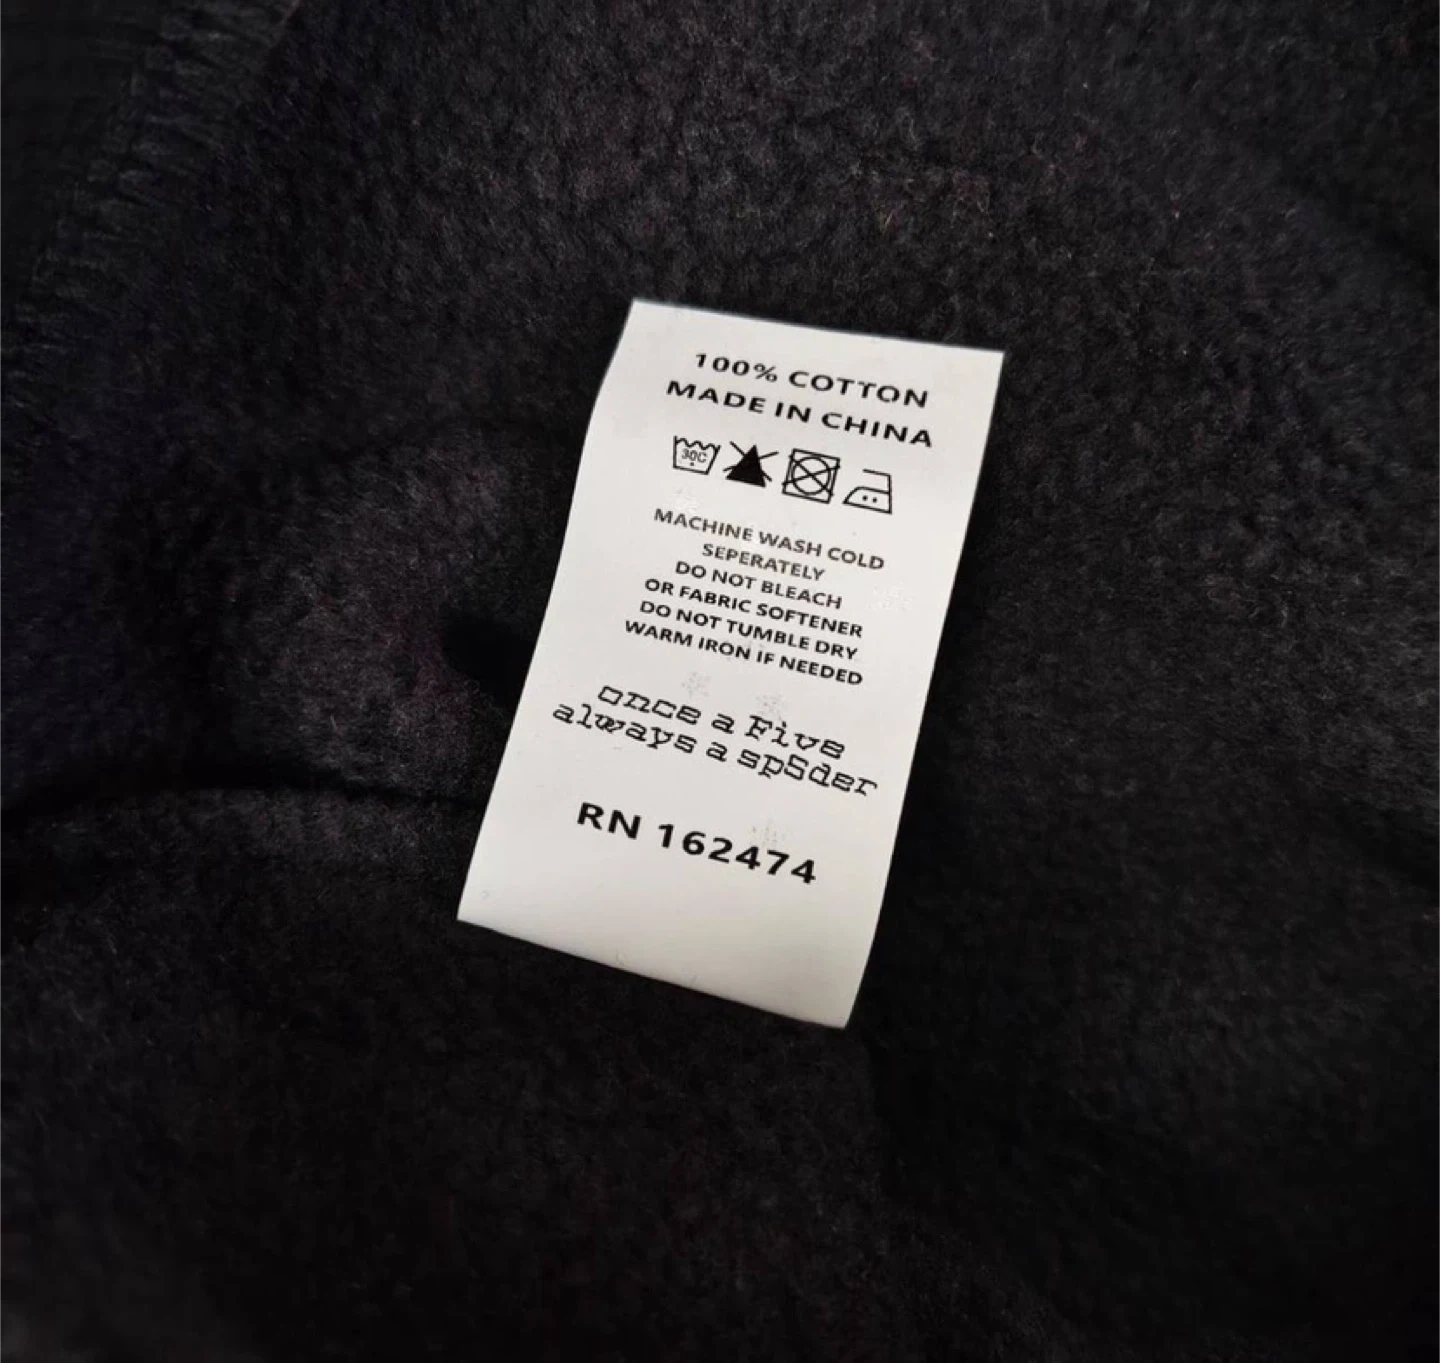 100% COTTON
MADE IN CHINA
30C
MACHINE WASH COLD
SEPERATELY
DO NOT BLEACH
OR FABRIC SOFTENER
DO NOT TUMBLE DRY
WARM IRON IF NEEDED
once a Five
always a sp5der
RN 162474